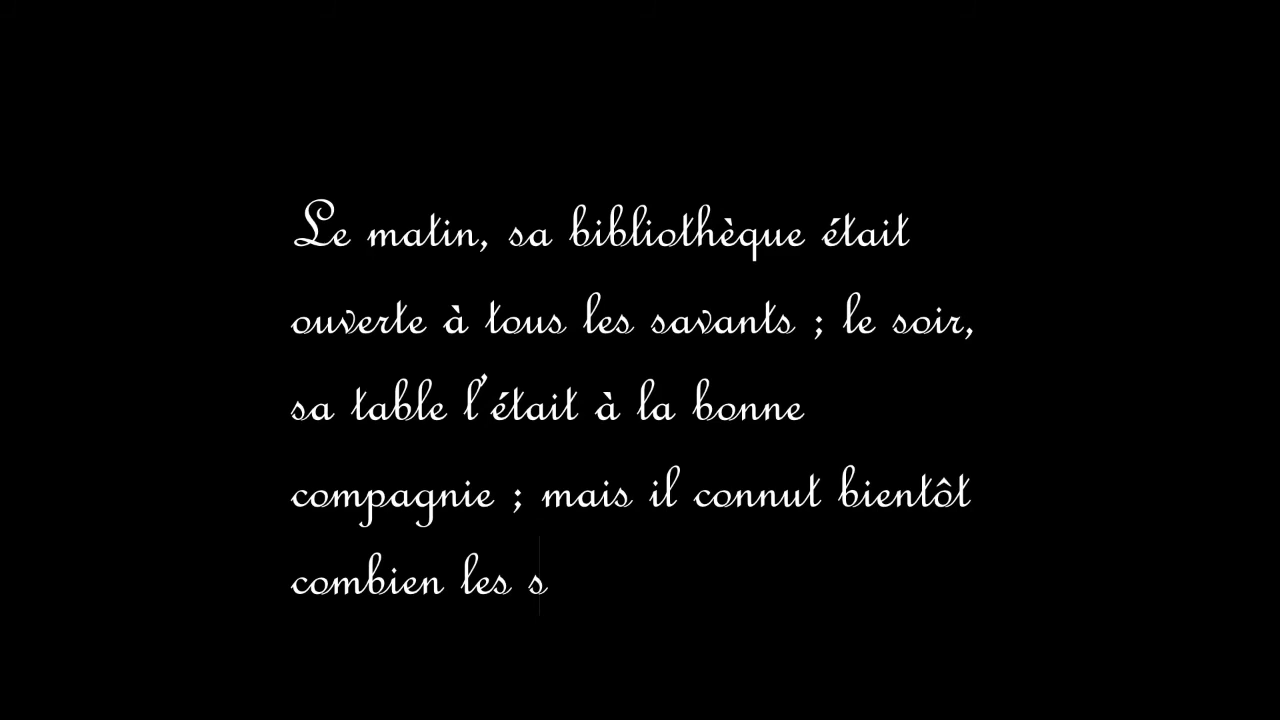 Le matin, sa bibliothèque était
ouverte à tous les savants ; le soir,
sa table l'était à la bonne
compagnie ; mais il connut bientôt
combien les s